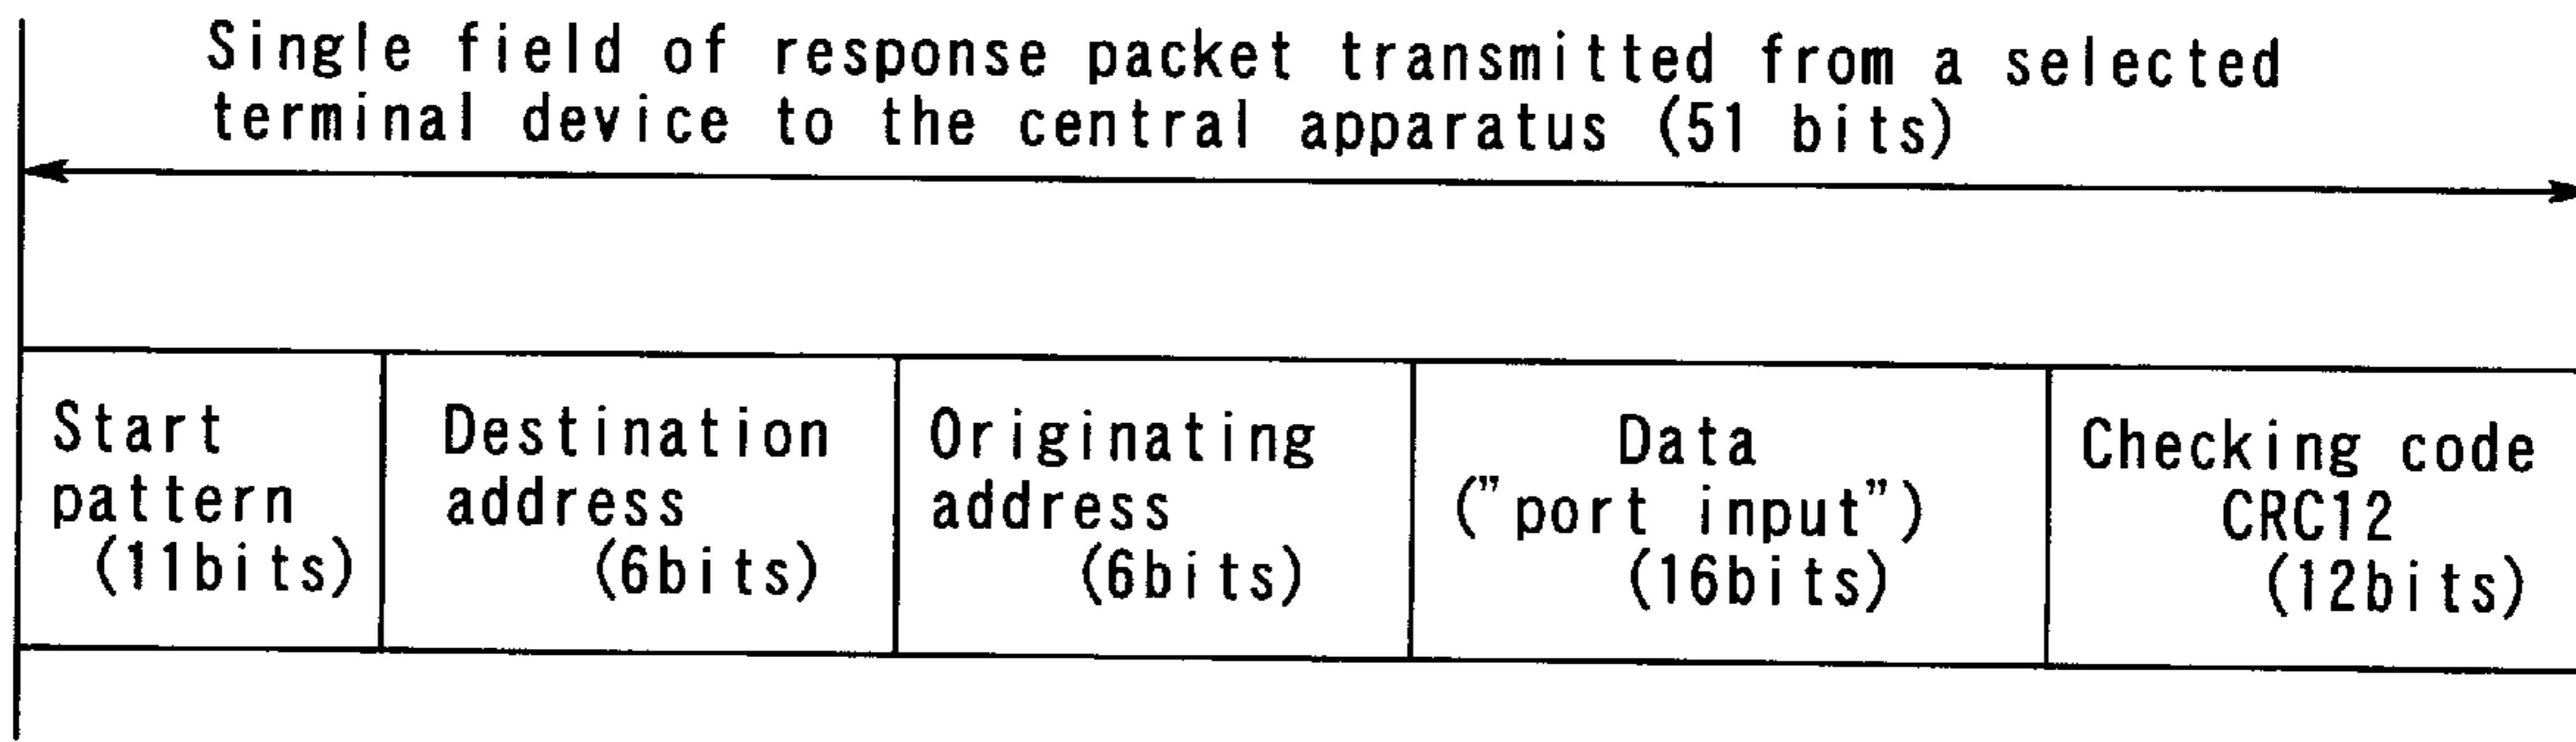 Single field of response packet transmitted from a selected
terminal device to the central apparatus (51 bits)
Start
pattern
(11bits)
Destination
address
(6bits)
Originating
address
(6bits)
Data
("port input")
(16bits)
Checking code
CRC12
(12bits)